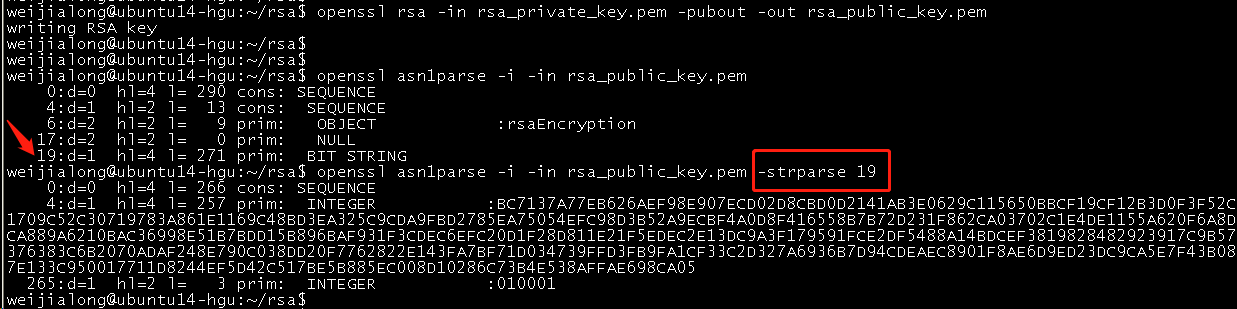 weijialong@ubuntu14-hgu:~/rsa$ openssl rsa -in rsa_private_key.pem -pubout -out rsa_public_key.pem
writing RSA key
weijialong@ubuntu14-hgu:~/rsa$
weijialong@ubuntu14-hgu:~/rsa$
weijialong@ubuntu14-hgu:~/rsa$ openssl asn1parse -i -in rsa_public_key.pem
0:d=0 hl=4 l= 290 cons: SEQUENCE
4:d=1 hl=2 l= 13 cons: SEQUENCE
6:d=2 hl=2 l= 9 prim: OBJECT :rsaEncryption
17:d=2 hl=2 l= 0 prim: NULL
19:d=1 hl=4 l= 271 prim: BIT STRING
weijialong@ubuntu14-hgu:~/rsa$ openssl asn1parse -i -in rsa_public_key.pem -strparse 19
0:d=0 hl=4 l= 266 cons: SEQUENCE
4:d=1 hl=4 l= 257 prim: INTEGER :BC7137A77EB626AEF98E907ECD02D8CBD0D2141AB3E0629C115650BBCF19CF12B3D0F3F52C
1709C52C30719783A861E1169C48BD3EA325C9CDA9FBD2785EA75054EFC98D3B52A9ECBF4A0D8F416558B7B72D231F862CA03702C1E4DE1155A620F6A8D
CA889A6210BAC36998E51B7BDD15B896BAF931F3CDEC6EFC20D1F28D811E21F5EDEC2E13DC9A3F179591FCE2DF5488A14BDCEF3819828482923917C9B57
376383C6B2070ADAF248E790C038DD20F7762822E143FA7BF71D034739FFD3FB9FA1CF33C2D327A6936B7D94CDEAEC8901F8AE6D9ED23DC9CA5E7F43B08
7E133C950017711D8244EF5D42C517BE5B885EC008D10286C73B4E538AFFAE698CA05
265:d=1 hl=2 l= 3 prim: INTEGER :010001
weijialong@ubuntu14-hgu:~/rsa$